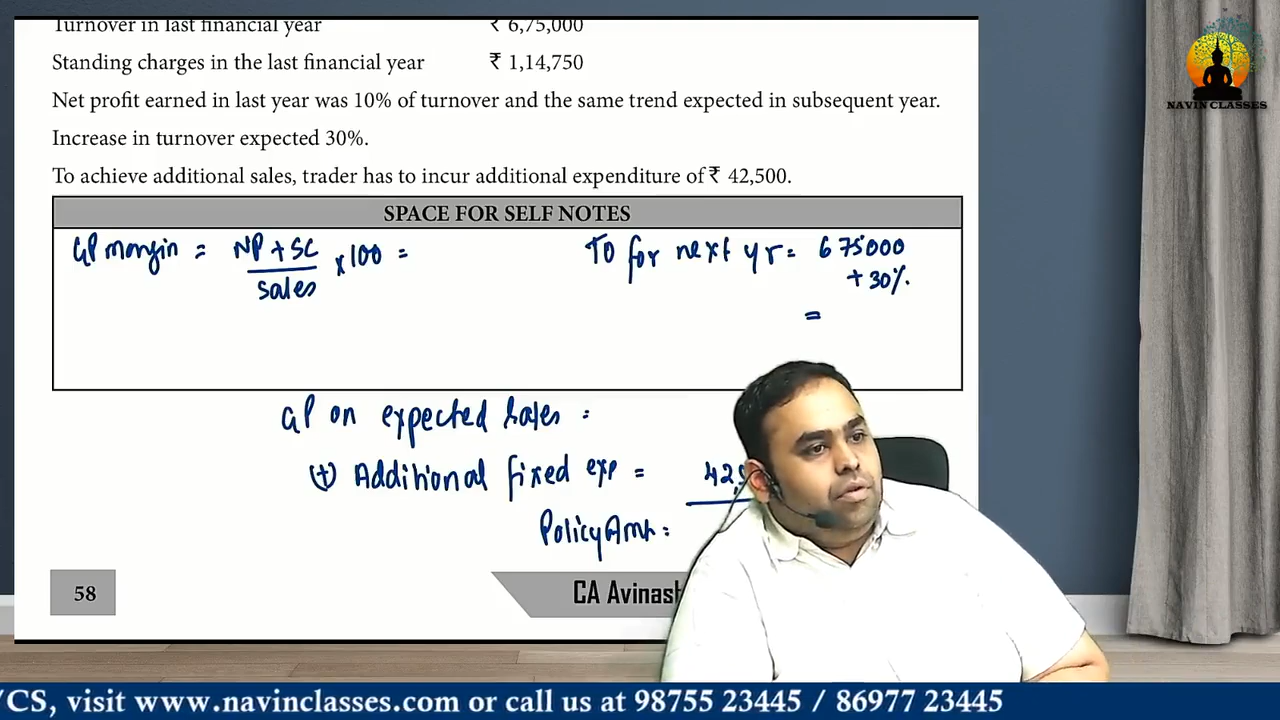 Turnover in last financial year ₹ 6,75,000
Standing charges in the last financial year ₹ 1,14,750
Net profit earned in last year was 10% of turnover and the same trend expected in subsequent year.
Increase in turnover expected 30%.
To achieve additional sales, trader has to incur additional expenditure of ₹ 42,500.
SPACE FOR SELF NOTES
GP margin = NP + SC / sales × 100 =
TO for next yr = 675000
+ 30%
=
GP on expected sales =
(+) Additional fixed exp = 42,5
Policy Amt =
58
CA Avinash
NAVIN CLASSES
/CS, visit www.navinclasses.com or call us at 98755 23445 / 86977 23445